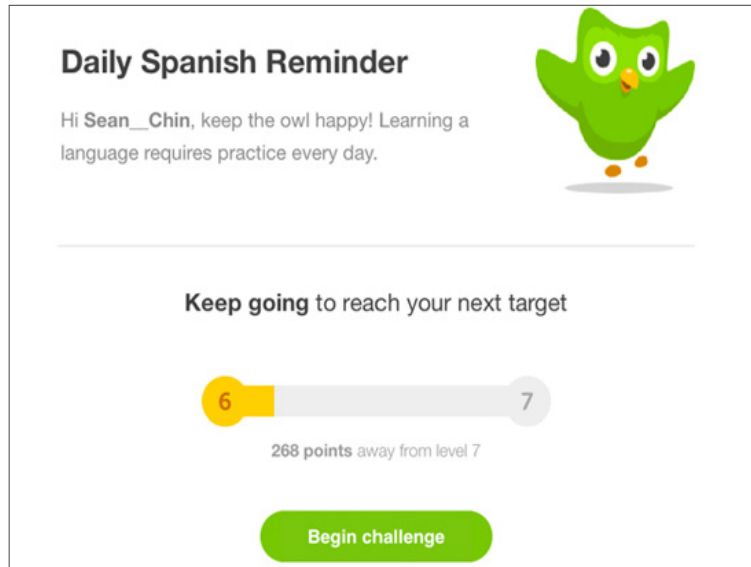 Daily Spanish Reminder
Hi Sean__Chin, keep the owl happy! Learning a
language requires practice every day.
Keep going to reach your next target
6 7
268 points away from level 7
Begin challenge